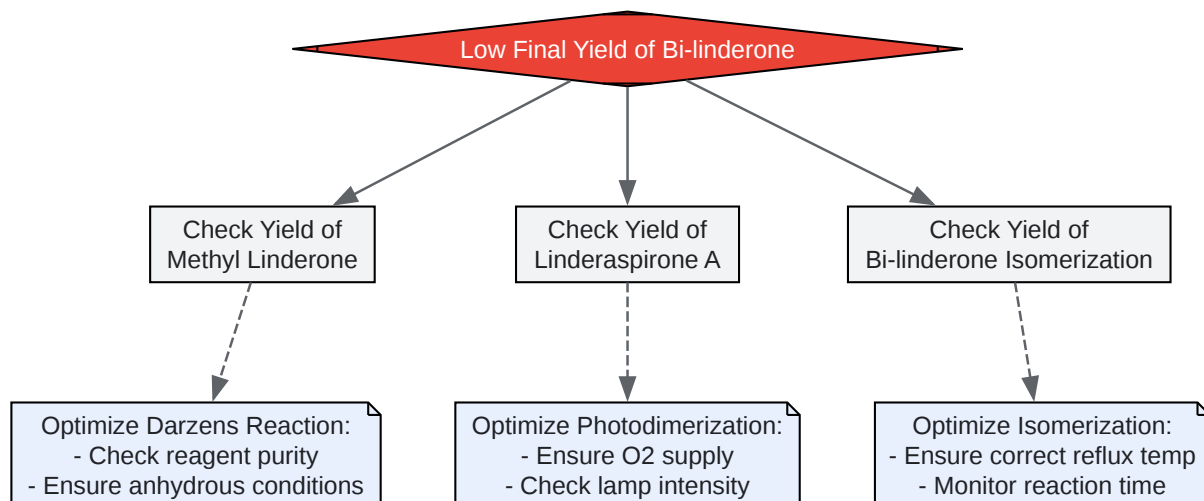 Low Final Yield of Bi-linderone
Check Yield of
Methyl Linderone
Check Yield of
Linderaspirone A
Check Yield of
Bi-linderone Isomerization
Optimize Darzens Reaction:
- Check reagent purity
- Ensure anhydrous conditions
Optimize Photodimerization:
- Ensure O2 supply
- Check lamp intensity
Optimize Isomerization:
- Ensure correct reflux temp
- Monitor reaction time